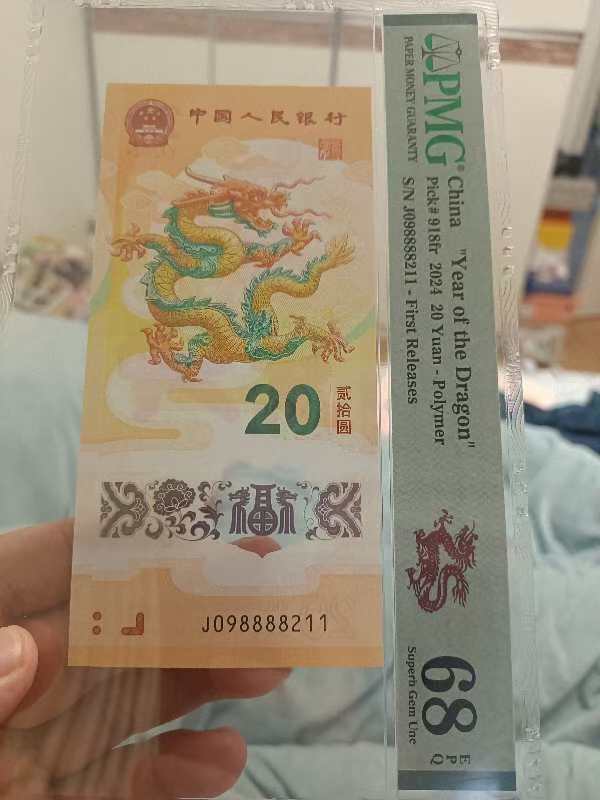 中国人民银行
20
贰拾圆
福
J098888211
PMG®
PAPER MONEY GUARANTY
China "Year of the Dragon"
Pick# 918fr 2024 20 Yuan - Polymer
S/N J098888211 - First Releases
68
EPQ
Superb Gem Unc